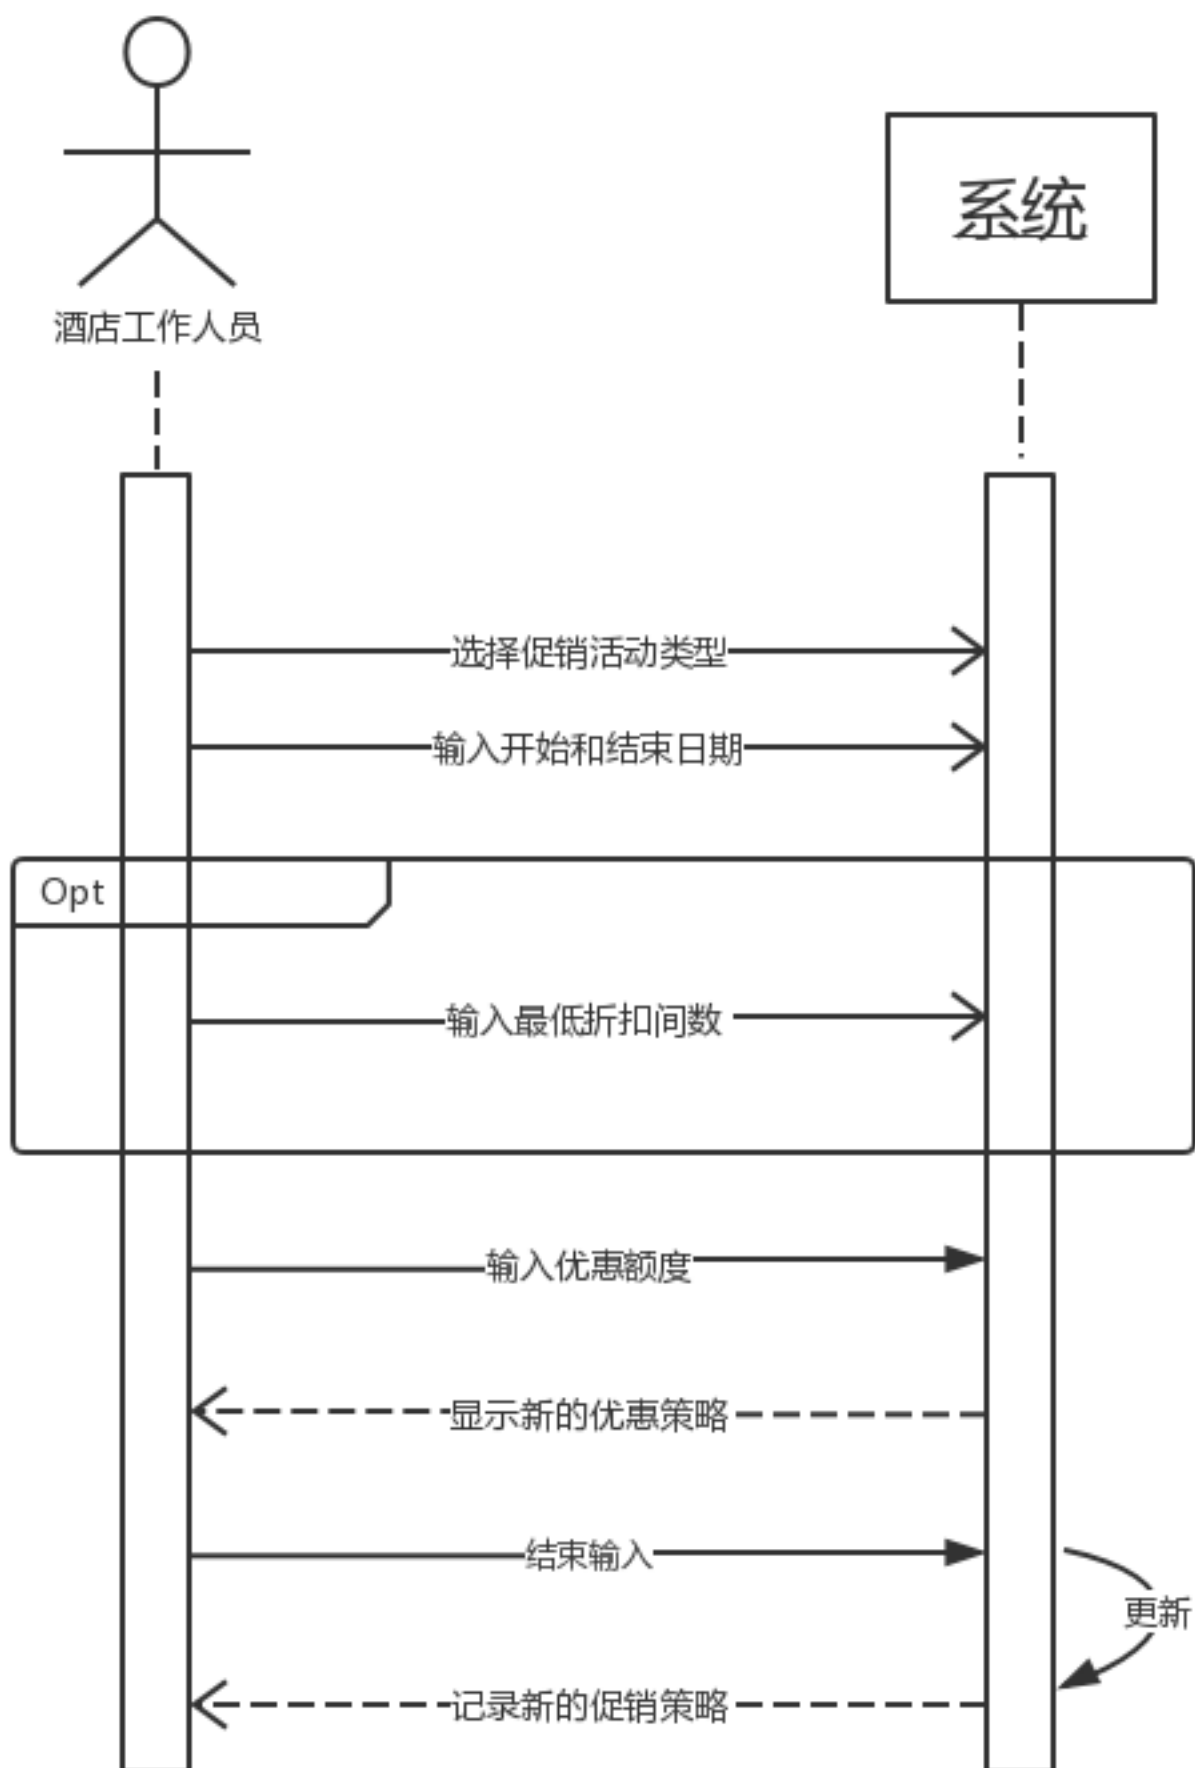 系统
酒店工作人员
选择促销活动类型
输入开始和结束日期
Opt
输入最低折扣间数
输入优惠额度
显示新的优惠策略
结束输入
更新
记录新的促销策略